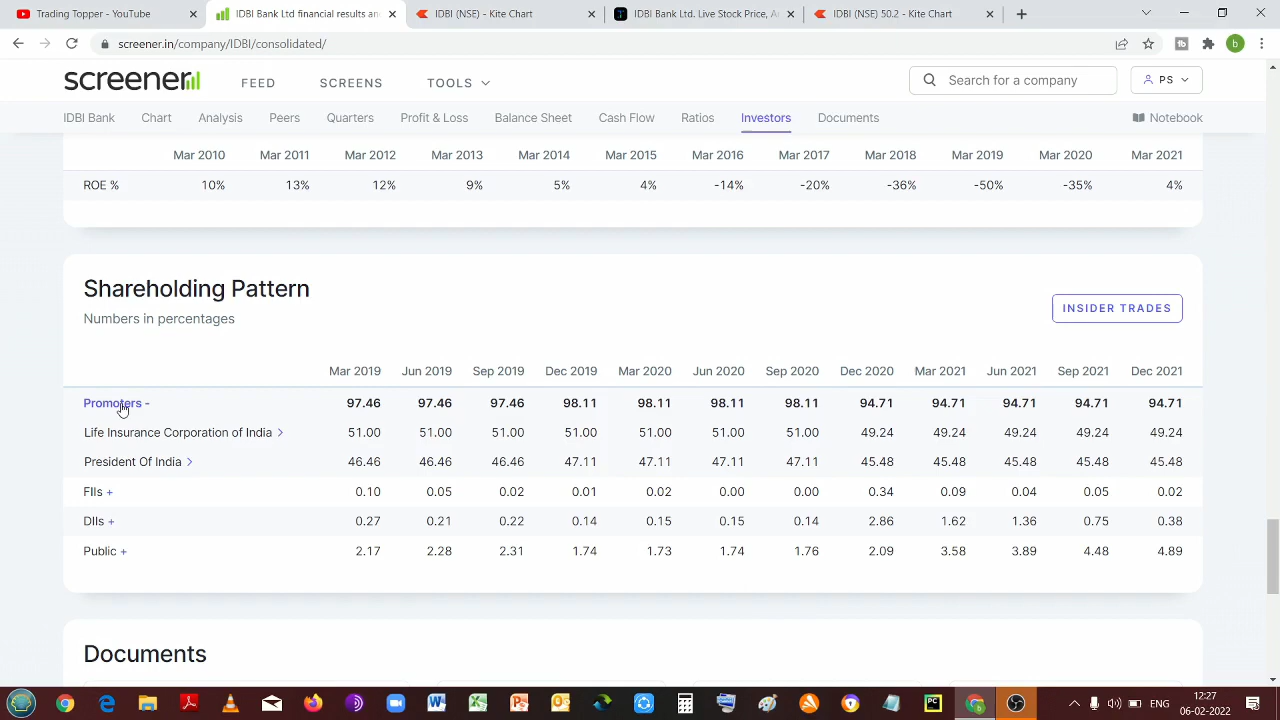 Trading Topper - YouTube
IDBI Bank Ltd financial results an
IDBI (NSE) - Kite Chart
IDBI Bank Ltd. Live Stock Price, A
IDBI (NSE) 50.2 - Kite Chart
screener.in/company/IDBI/consolidated/
screener FEED SCREENS TOOLS Search for a company PS
IDBI Bank Chart Analysis Peers Quarters Profit & Loss Balance Sheet Cash Flow Ratios Investors Documents Notebook
Mar 2010 Mar 2011 Mar 2012 Mar 2013 Mar 2014 Mar 2015 Mar 2016 Mar 2017 Mar 2018 Mar 2019 Mar 2020 Mar 2021
ROE % 10% 13% 12% 9% 5% 4% -14% -20% -36% -50% -35% 4%
Shareholding Pattern
Numbers in percentages
INSIDER TRADES
Mar 2019 Jun 2019 Sep 2019 Dec 2019 Mar 2020 Jun 2020 Sep 2020 Dec 2020 Mar 2021 Jun 2021 Sep 2021 Dec 2021
Promoters - 97.46 97.46 97.46 98.11 98.11 98.11 98.11 94.71 94.71 94.71 94.71 94.71
Life Insurance Corporation of India > 51.00 51.00 51.00 51.00 51.00 51.00 51.00 49.24 49.24 49.24 49.24 49.24
President Of India > 46.46 46.46 46.46 47.11 47.11 47.11 47.11 45.48 45.48 45.48 45.48 45.48
FIIs + 0.10 0.05 0.02 0.01 0.02 0.00 0.00 0.34 0.09 0.04 0.05 0.02
DIIs + 0.27 0.21 0.22 0.14 0.15 0.15 0.14 2.86 1.62 1.36 0.75 0.38
Public + 2.17 2.28 2.31 1.74 1.73 1.74 1.76 2.09 3.58 3.89 4.48 4.89
Documents
ENG
12:27
06-02-2022